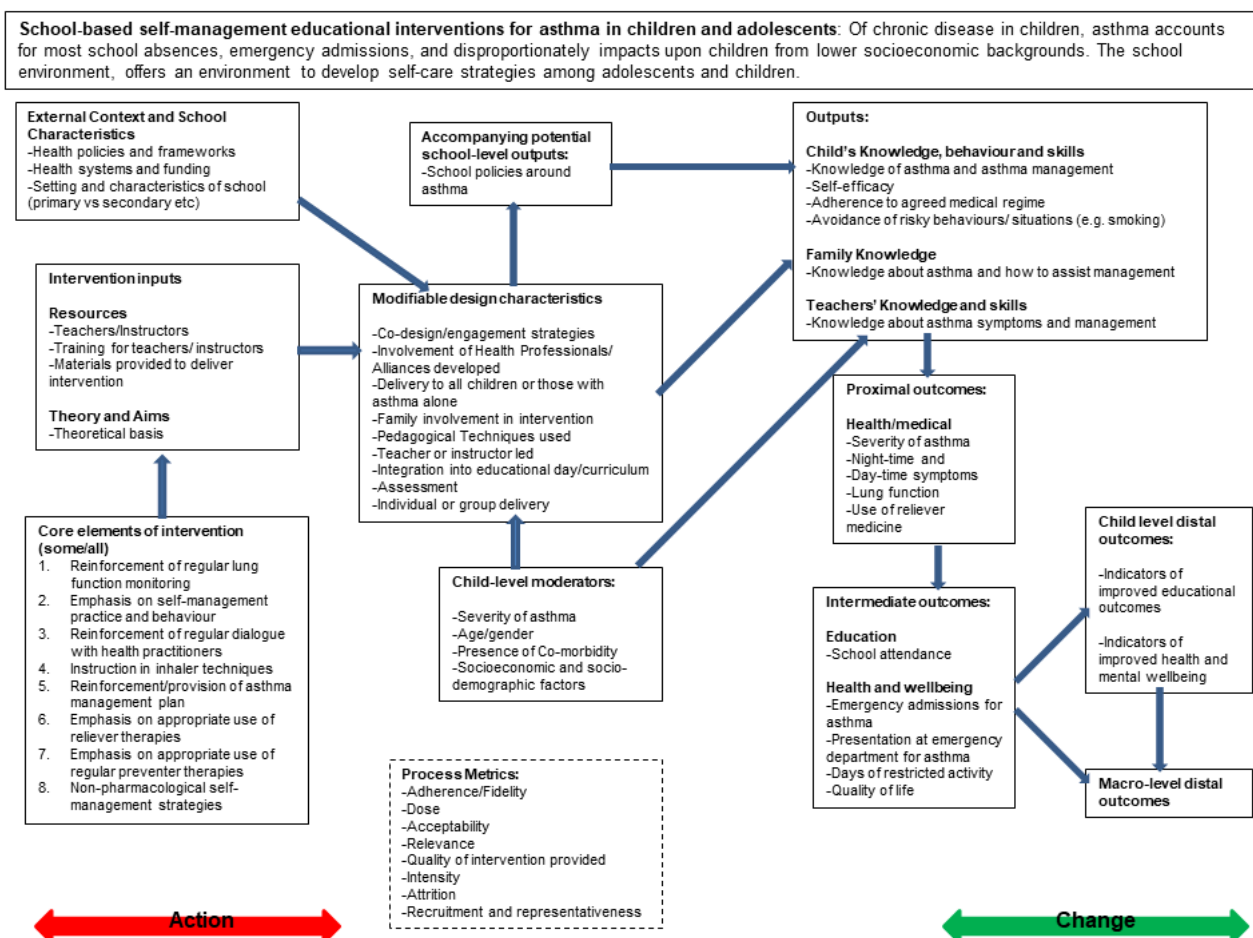 School-based self-management educational interventions for asthma in children and adolescents: Of chronic disease in children, asthma accounts
for most school absences, emergency admissions, and disproportionately impacts upon children from lower socioeconomic backgrounds. The school
environment, offers an environment to develop self-care strategies among adolescents and children.
External Context and School
Characteristics
-Health policies and frameworks
-Health systems and funding
-Setting and characteristics of school
(primary vs secondary etc)
Accompanying potential
school-level outputs:
-School policies around
asthma
Outputs:
Child's Knowledge, behaviour and skills
-Knowledge of asthma and asthma management
-Self-efficacy
-Adherence to agreed medical regime
-Avoidance of risky behaviours/ situations (e.g. smoking)
Family Knowledge
-Knowledge about asthma and how to assist management
Teachers' Knowledge and skills
-Knowledge about asthma symptoms and management
Intervention inputs
Resources
-Teachers/Instructors
-Training for teachers/ instructors
-Materials provided to deliver
intervention
Theory and Aims
-Theoretical basis
Modifiable design characteristics
-Co-design/engagement strategies
-Involvement of Health Professionals/
Alliances developed
-Delivery to all children or those with
asthma alone
-Family involvement in intervention
-Pedagogical Techniques used
-Teacher or instructor led
-Integration into educational day/curriculum
-Assessment
-Individual or group delivery
Proximal outcomes:
Health/medical
-Severity of asthma
-Night-time and
-Day-time symptoms
-Lung function
-Use of reliever
medicine
Core elements of intervention
(some/all)
1. Reinforcement of regular lung
function monitoring
2. Emphasis on self-management
practice and behaviour
3. Reinforcement of regular dialogue
with health practitioners
4. Instruction in inhaler techniques
5. Reinforcement/provision of asthma
management plan
6. Emphasis on appropriate use of
reliever therapies
7. Emphasis on appropriate use of
regular preventer therapies
8. Non-pharmacological self-
management strategies
Child-level moderators:
-Severity of asthma
-Age/gender
-Presence of Co-morbidity
-Socioeconomic and socio-
demographic factors
Intermediate outcomes:
Education
-School attendance
Health and wellbeing
-Emergency admissions for
asthma
-Presentation at emergency
department for asthma
-Days of restricted activity
-Quality of life
Child level distal
outcomes:
-Indicators of
improved educational
outcomes
-Indicators of
improved health and
mental wellbeing
Macro-level distal
outcomes
Process Metrics:
-Adherence/Fidelity
-Dose
-Acceptability
-Relevance
-Quality of intervention provided
-Intensity
-Attrition
-Recruitment and representativeness
Action
Change